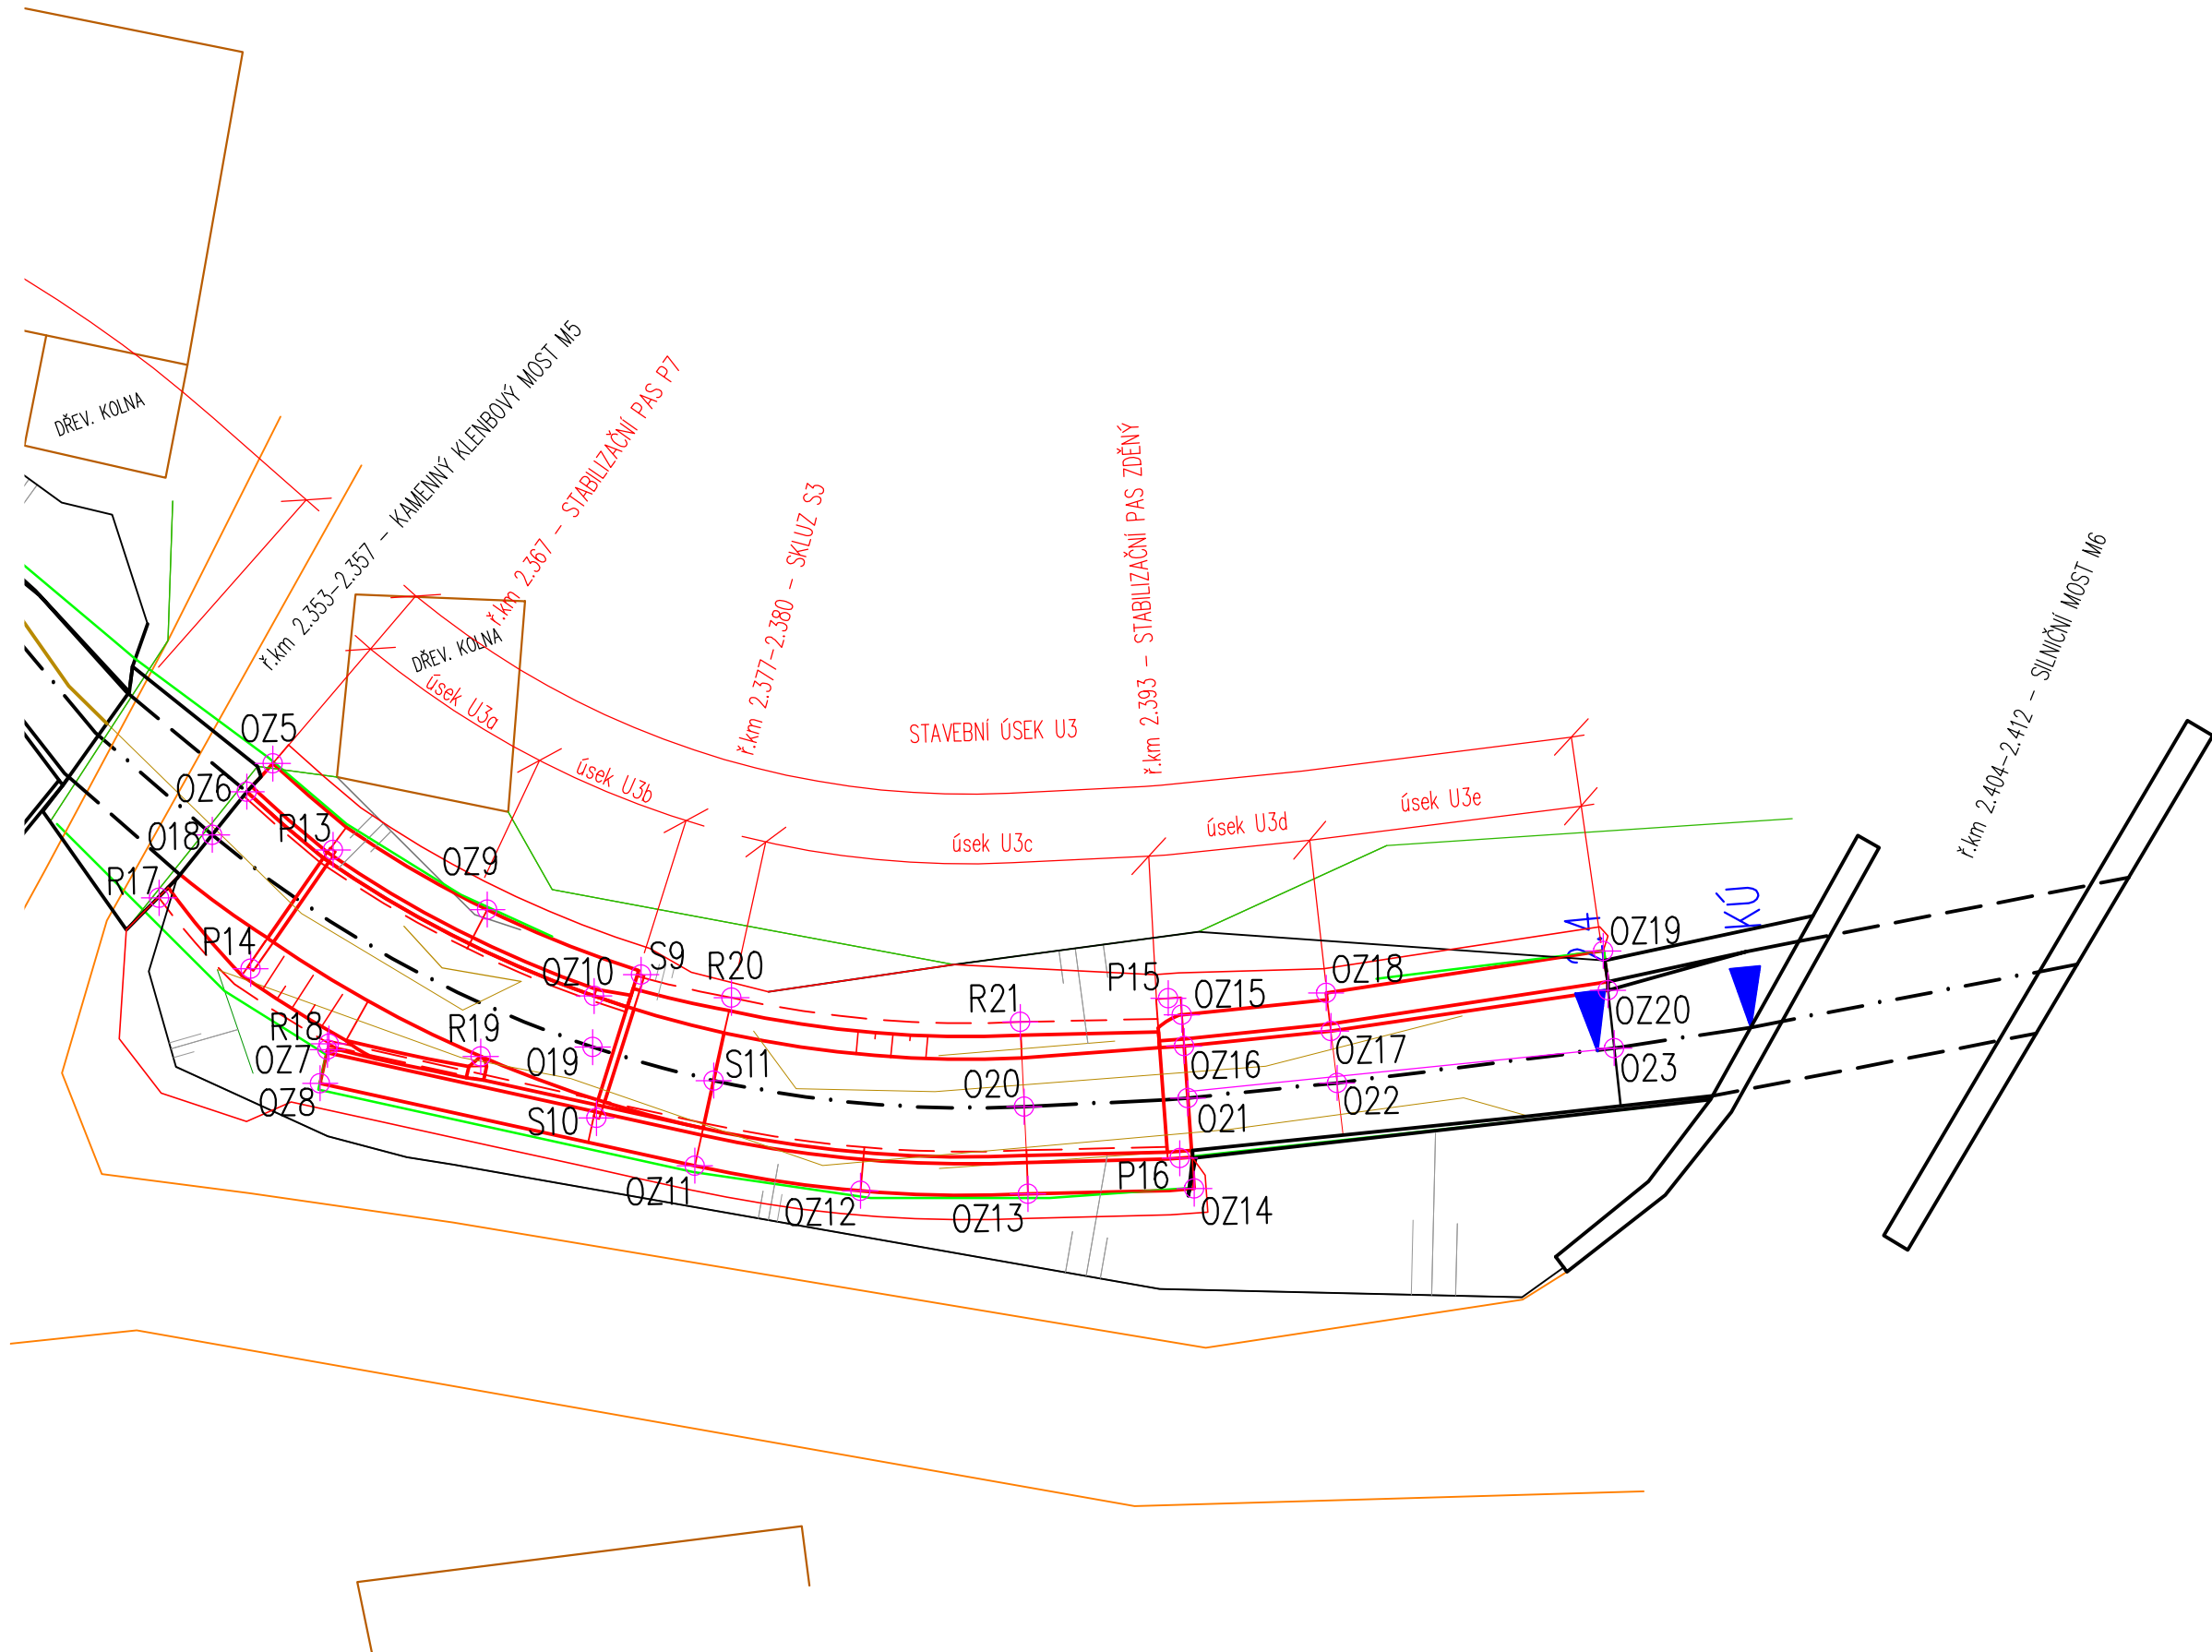 DŘEV. KOLNA
ř.km 2.353-2.357 - KAMENNÝ KLENBOVÝ MOST M5
ř.km 2.367 - STABILIZAČNÍ PAS P7
ř.km 2.377-2.380 - SKLUZ S3
ř.km 2.393 - STABILIZAČNÍ PAS ZDĚNÝ
ř.km 2.404-2.412 - SILNIČNÍ MOST M6
DŘEV. KOLNA
úsek U3a
STAVEBNÍ ÚSEK U3
úsek U3b
úsek U3c
úsek U3d
úsek U3e
OZ5
OZ6
O18
P13
R17
OZ9
P14
OZ10
S9
R20
R21
P15
OZ15
OZ18
2.4
KÚ
OZ19
OZ20
R18
R19
OZ7
OZ8
O19
S11
S10
O20
OZ16
OZ17
O23
O22
O21
P16
OZ11
OZ12
OZ13
OZ14